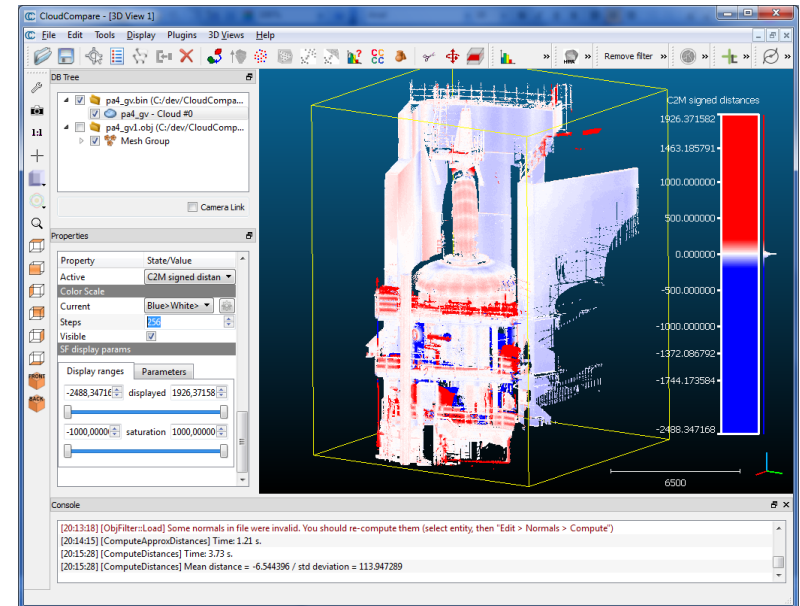 CloudCompare - [3D View 1]
File Edit Tools Display Plugins 3D Views Help
Remove filter
DB Tree
pa4_gv.bin (C:/dev/CloudCompa...
pa4_gv - Cloud #0
pa4_gv1.obj (C:/dev/CloudComp...
Mesh Group
Camera Link
1:1
FRONT
BACK
Properties
Property State/Value
Active C2M signed distan
Color Scale
Current Blue>White>
Steps 256
Visible
SF display params
Display ranges Parameters
-2488,34716 displayed 1926,37158
-1000,0000 saturation 1000,00000
C2M signed distances
1926.371582
1463.185791
1000.000000
500.000000
0.000000
-500.000000
-1000.000000
-1372.086792
-1744.173584
-2488.347168
6500
Console
[20:13:18] [ObjFilter::Load] Some normals in file were invalid. You should re-compute them (select entity, then "Edit > Normals > Compute")
[20:14:15] [ComputeApproxDistances] Time: 1.21 s.
[20:15:28] [ComputeDistances] Time: 3.73 s.
[20:15:28] [ComputeDistances] Mean distance = -6.544396 / std deviation = 113.947289